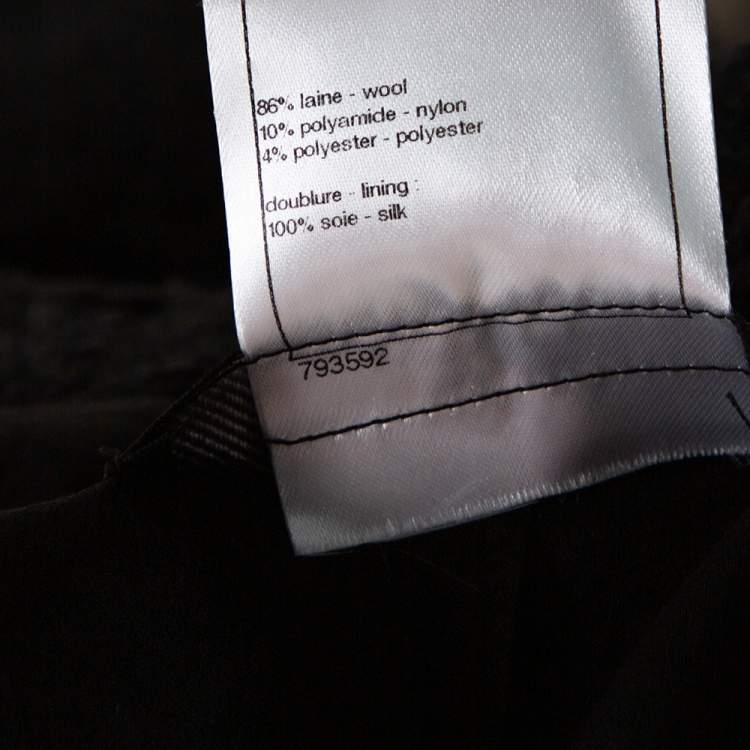 86% laine - wool
10% polyamide - nylon
4% polyester - polyester
doublure - lining :
100% soie - silk
793592